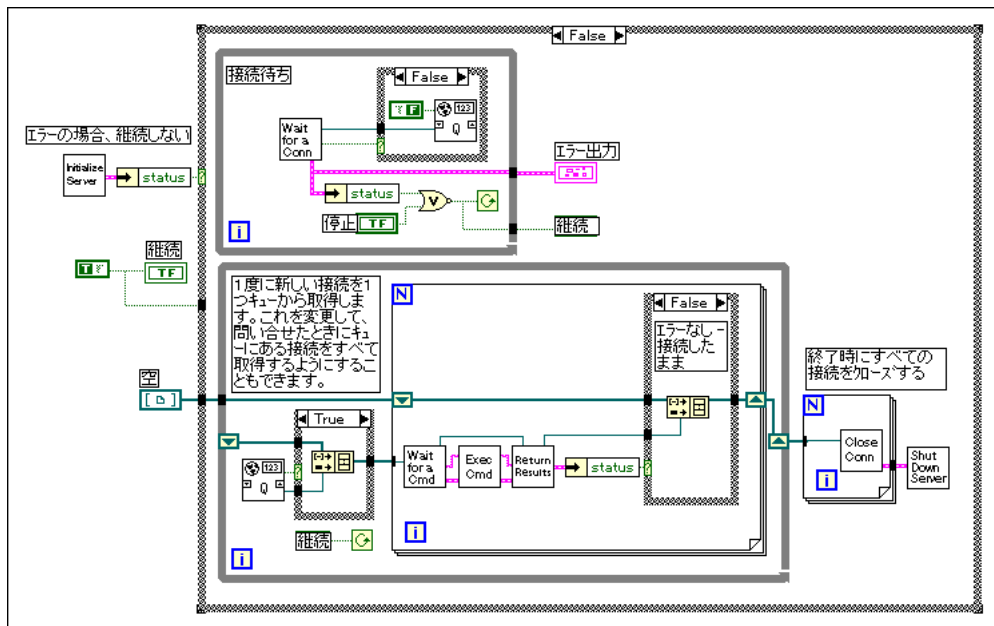 False
接続待ち
False
F
123
Q
Wait for a Conn
エラーの場合、継続しない
Initialize Server
status
エラー出力
status
V
停止
TF
継続
i
継続
T
TF
1度に新しい接続を1
つキューから取得しま
す。これを変更して、
問い合せたときにキュ
ーにある接続をすべて
取得するようにするこ
ともできます。
N
False
エラーなし -
接続した
まま
終了時にすべての
接続をクローズする
空
True
N
123
Q
Wait for a Cmd
Exec Cmd
Return Results
status
Close Conn
Shut Down Server
i
継続
i
i